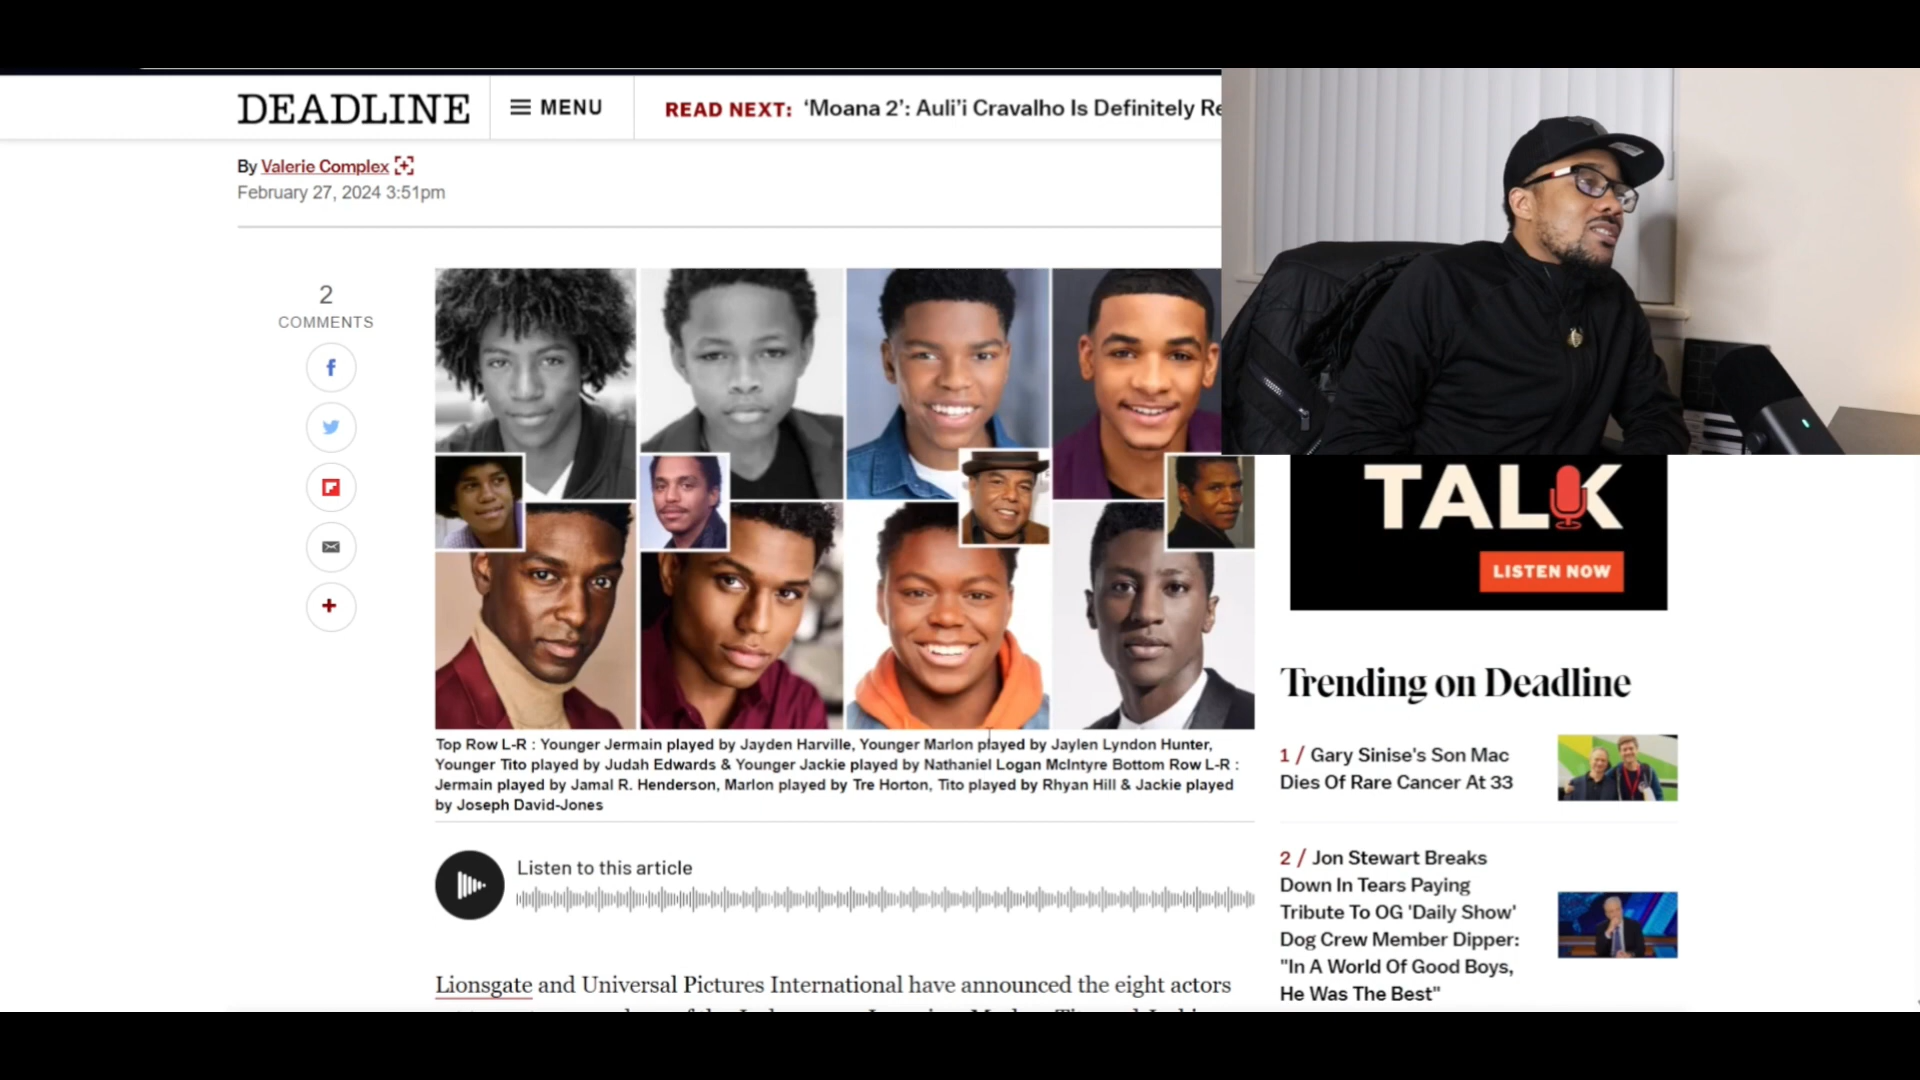 DEADLINE
MENU
READ NEXT: ‘Moana 2’: Auli’i Cravalho Is Definitely Re
By Valerie Complex
February 27, 2024 3:51pm
2
COMMENTS
Top Row L-R : Younger Jermain played by Jayden Harville, Younger Marlon played by Jaylen Lyndon Hunter,
Younger Tito played by Judah Edwards & Younger Jackie played by Nathaniel Logan McIntyre Bottom Row L-R :
Jermain played by Jamal R. Henderson, Marlon played by Tre Horton, Tito played by Rhyan Hill & Jackie played
by Joseph David-Jones
Listen to this article
Lionsgate and Universal Pictures International have announced the eight actors
TALK
LISTEN NOW
Trending on Deadline
1 / Gary Sinise's Son Mac
Dies Of Rare Cancer At 33
2 / Jon Stewart Breaks
Down In Tears Paying
Tribute To OG 'Daily Show'
Dog Crew Member Dipper:
"In A World Of Good Boys,
He Was The Best"